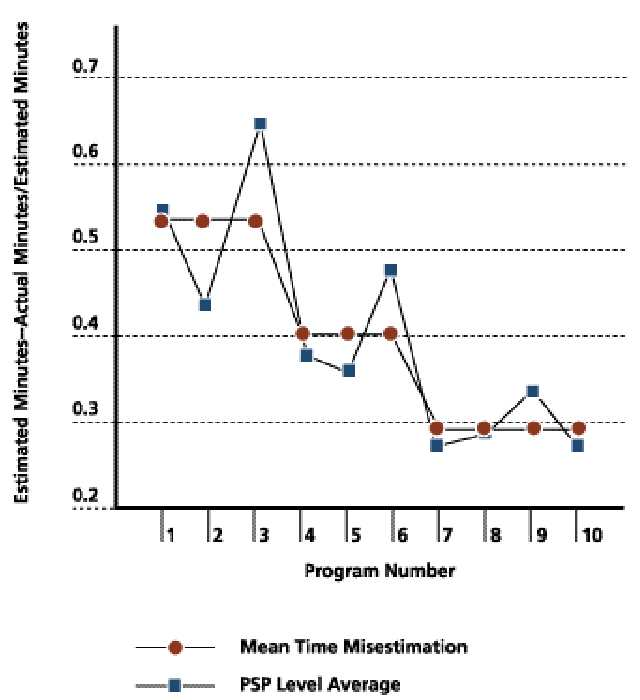 Estimated Minutes–Actual Minutes/Estimated Minutes
0.7
0.6
0.5
0.4
0.3
0.2
1 2 3 4 5 6 7 8 9 10
Program Number
Mean Time Misestimation
PSP Level Average